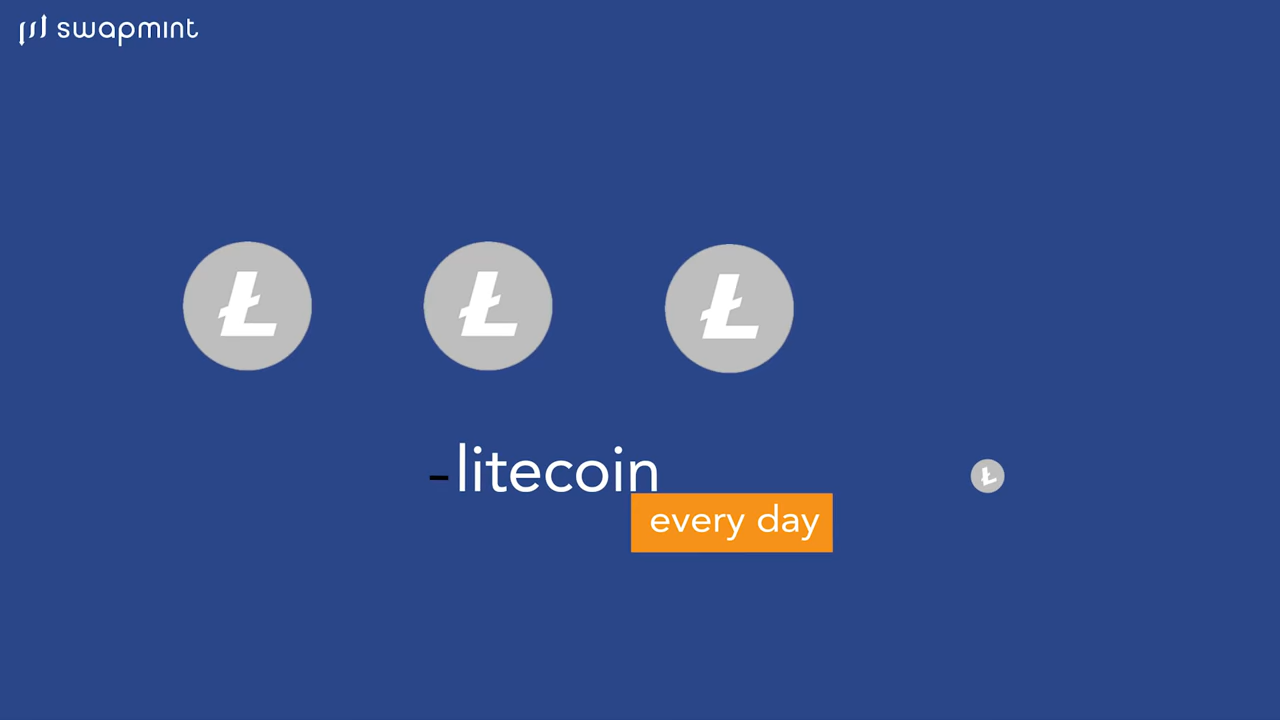 swapmint
Ł Ł Ł
-litecoin
Ł
every day